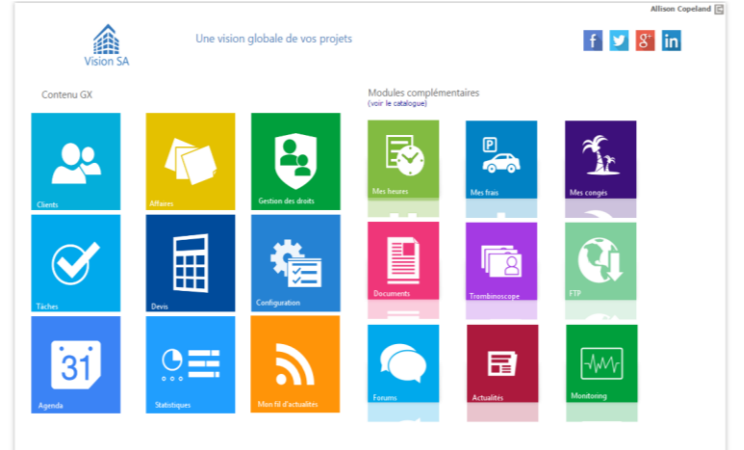 Allison Copeland
Une vision globale de vos projets
Vision SA
f g+ in
Contenu GX
Modules complémentaires
(voir le catalogue)
Clients
Affaires
Gestion des droits
Mes heures
P
Mes frais
Mes congés
Tâches
Devis
Configuration
Documents
Trombinoscope
FTP
31
Agenda
Statistiques
Mon fil d'actualités
Forums
Actualités
Monitoring